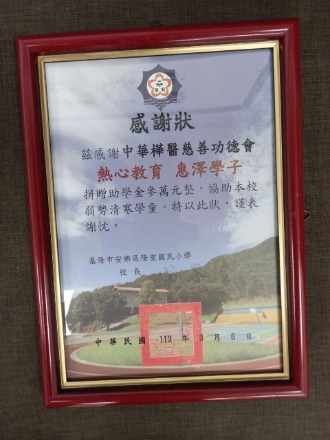 感謝狀
茲感謝中華樺醫慈善功德會
熱心教育 惠澤學子
捐贈助學金參萬元整，協助本校
弱勢清寒學童。特以此狀，謹表
謝忱。
基隆市安樂區隆聖國民小學
校長
中華民國 112 年 3 月 6 日